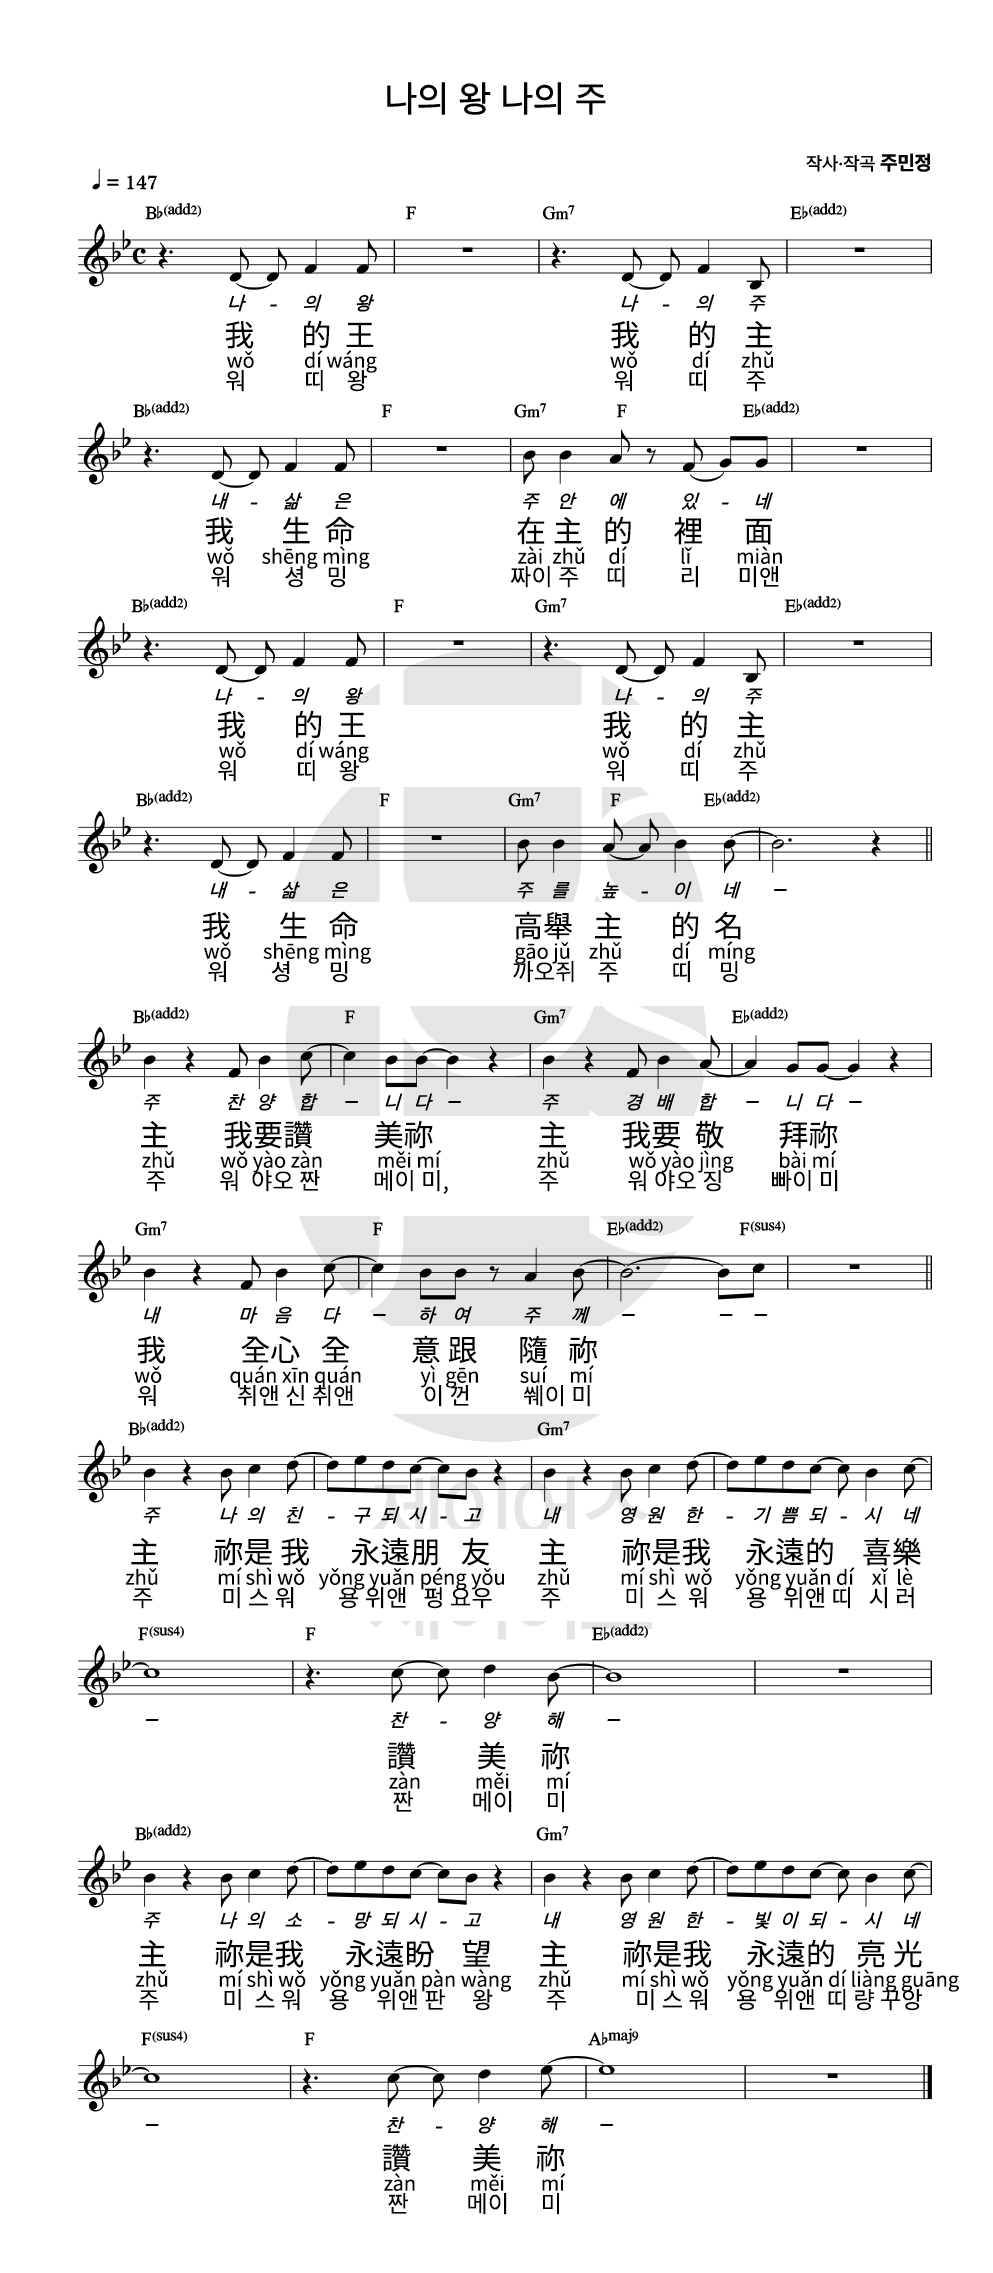 나의 왕 나의 주
작사·작곡 주민정
♩= 147
B♭(add2) F Gm7 E♭(add2)
나 - 의 왕 나 - 의 주
我 的 王 我 的 主
wǒ dí wáng wǒ dí zhǔ
워 띠 왕 워 띠 주
B♭(add2) F Gm7 F E♭(add2)
내 - 삶 은 주 안 에 있 - 네
我 生 命 在 主 的 裡 面
wǒ shēng mìng zài zhǔ dí lǐ miàn
워 셩 밍 짜이 주 띠 리 미앤
B♭(add2) F Gm7 E♭(add2)
나 - 의 왕 나 - 의 주
我 的 王 我 的 主
wǒ dí wáng wǒ dí zhǔ
워 띠 왕 워 띠 주
B♭(add2) F Gm7 F E♭(add2)
내 - 삶 은 주 를 높 - 이 네 –
我 生 命 高舉 主 的 名
wǒ shēng mìng gāo jǔ zhǔ dí míng
워 셩 밍 까오쥐 주 띠 밍
B♭(add2) F Gm7 E♭(add2)
주 찬 양 합 – 니 다 – 주 경 배 합 – 니 다 –
主 我要讚 美祢 主 我要 敬 拜祢
zhǔ wǒ yào zàn měi mí zhǔ wǒ yào jìng bài mí
주 워 야오 짠 메이 미, 주 워 야오 징 빠이 미
Gm7 F E♭(add2) F(sus4)
내 마 음 다 – 하 여 주 께 – – –
我 全心 全 意 跟 隨 祢
wǒ quán xīn quán yì gēn suí mí
워 취앤 신 취앤 이 껀 쒜이 미
B♭(add2) Gm7
주 나 의 친 - 구 되 시 - 고 내 영 원 한 - 기 쁨 되 - 시 네
主 祢是 我 永遠朋 友 主 祢是我 永遠的 喜樂
zhǔ mí shì wǒ yǒng yuǎn péng yǒu zhǔ mí shì wǒ yǒng yuǎn dí xǐ lè
주 미 스 워 용 위앤 펑 요우 주 미 스 워 용 위앤 띠 시 러
제이어스
F(sus4) F E♭(add2)
– 찬 - 양 해 –
讚 美 祢
zàn měi mí
짠 메이 미
B♭(add2) Gm7
주 나 의 소 - 망 되 시 - 고 내 영 원 한 - 빛 이 되 - 시 네
主 祢是我 永遠盼 望 主 祢是我 永遠的 亮 光
zhǔ mí shì wǒ yǒng yuǎn pàn wàng zhǔ mí shì wǒ yǒng yuǎn dí liàng guāng
주 미 스 워 용 위앤 판 왕 주 미 스 워 용 위앤 띠 량 꾸앙
F(sus4) F A♭maj9
– 찬 - 양 해 –
讚 美 祢
zàn měi mí
짠 메이 미